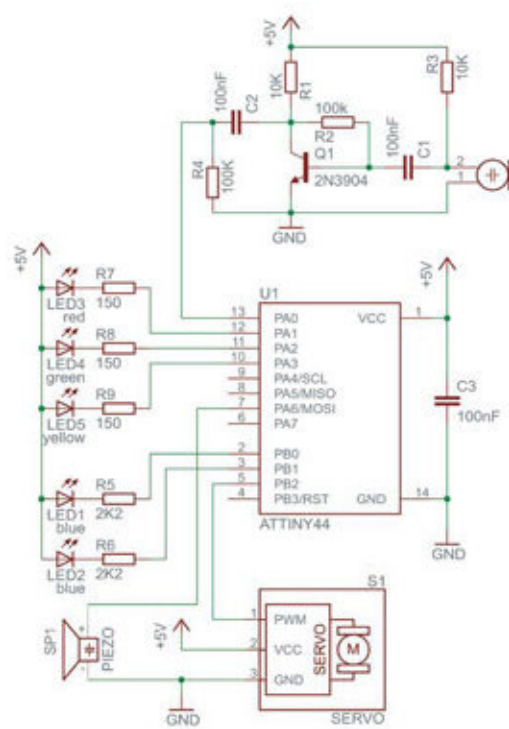 +5V
10K
R1
R3
10K
100nF
C2
100k
R2
100nF
C1
R4
100K
Q1
2N3904
2
1
GND
+5V
R7
LED3
150
red
R8
LED4
150
green
R9
LED5
150
yellow
R5
LED1
2K2
blue
R6
LED2
2K2
blue
U1
13 PA0
12 PA1
11 PA2
10 PA3
9 PA4/SCL
8 PA5/MISO
7 PA6/MOSI
6 PA7
2 PB0
3 PB1
5 PB2
4 PB3/RST
VCC 1
GND 14
ATTINY44
+5V
C3
100nF
GND
SP1
+
-
PIEZO
+5V
GND
S1
1 PWM
2 VCC
3 GND
SERVO
M
SERVO